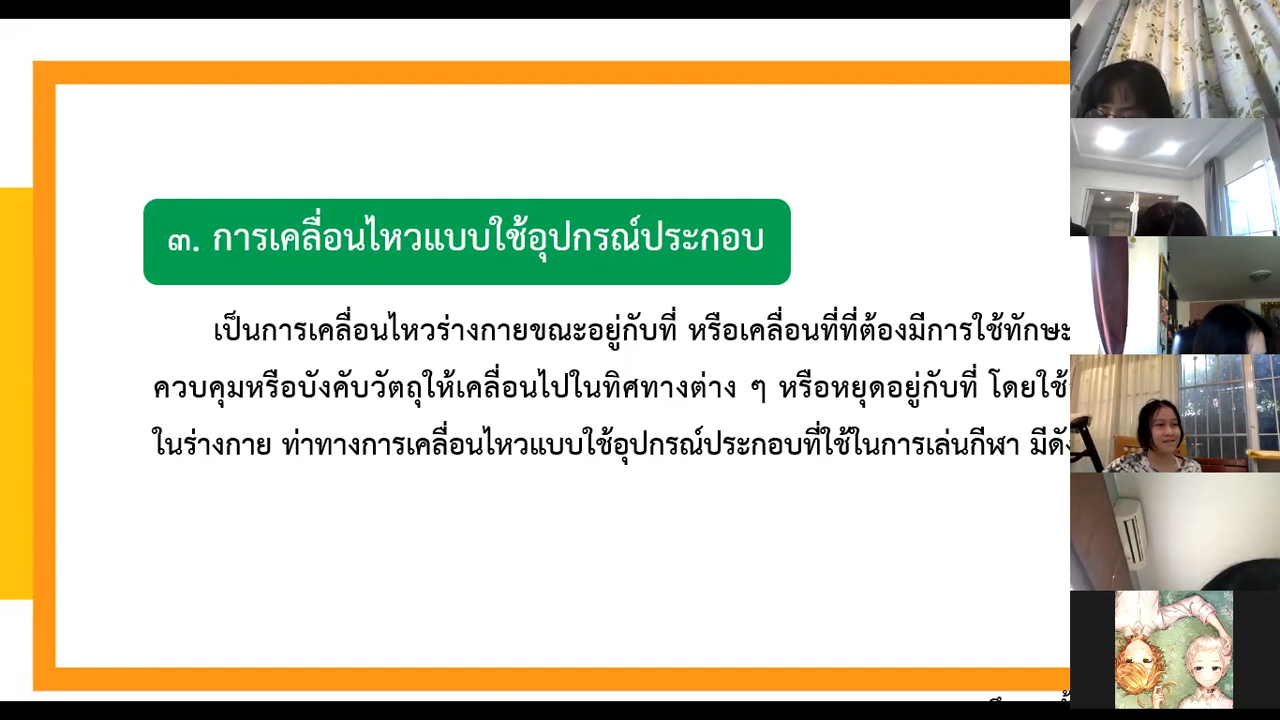 ๓. การเคลื่อนไหวแบบใช้อุปกรณ์ประกอบ
เป็นการเคลื่อนไหวร่างกายขณะอยู่กับที่ หรือเคลื่อนที่ที่ต้องมีการใช้ทักษะ
ควบคุมหรือบังคับวัตถุให้เคลื่อนไปในทิศทางต่าง ๆ หรือหยุดอยู่กับที่ โดยใช้
ในร่างกาย ท่าทางการเคลื่อนไหวแบบใช้อุปกรณ์ประกอบที่ใช้ในการเล่นกีฬา มี